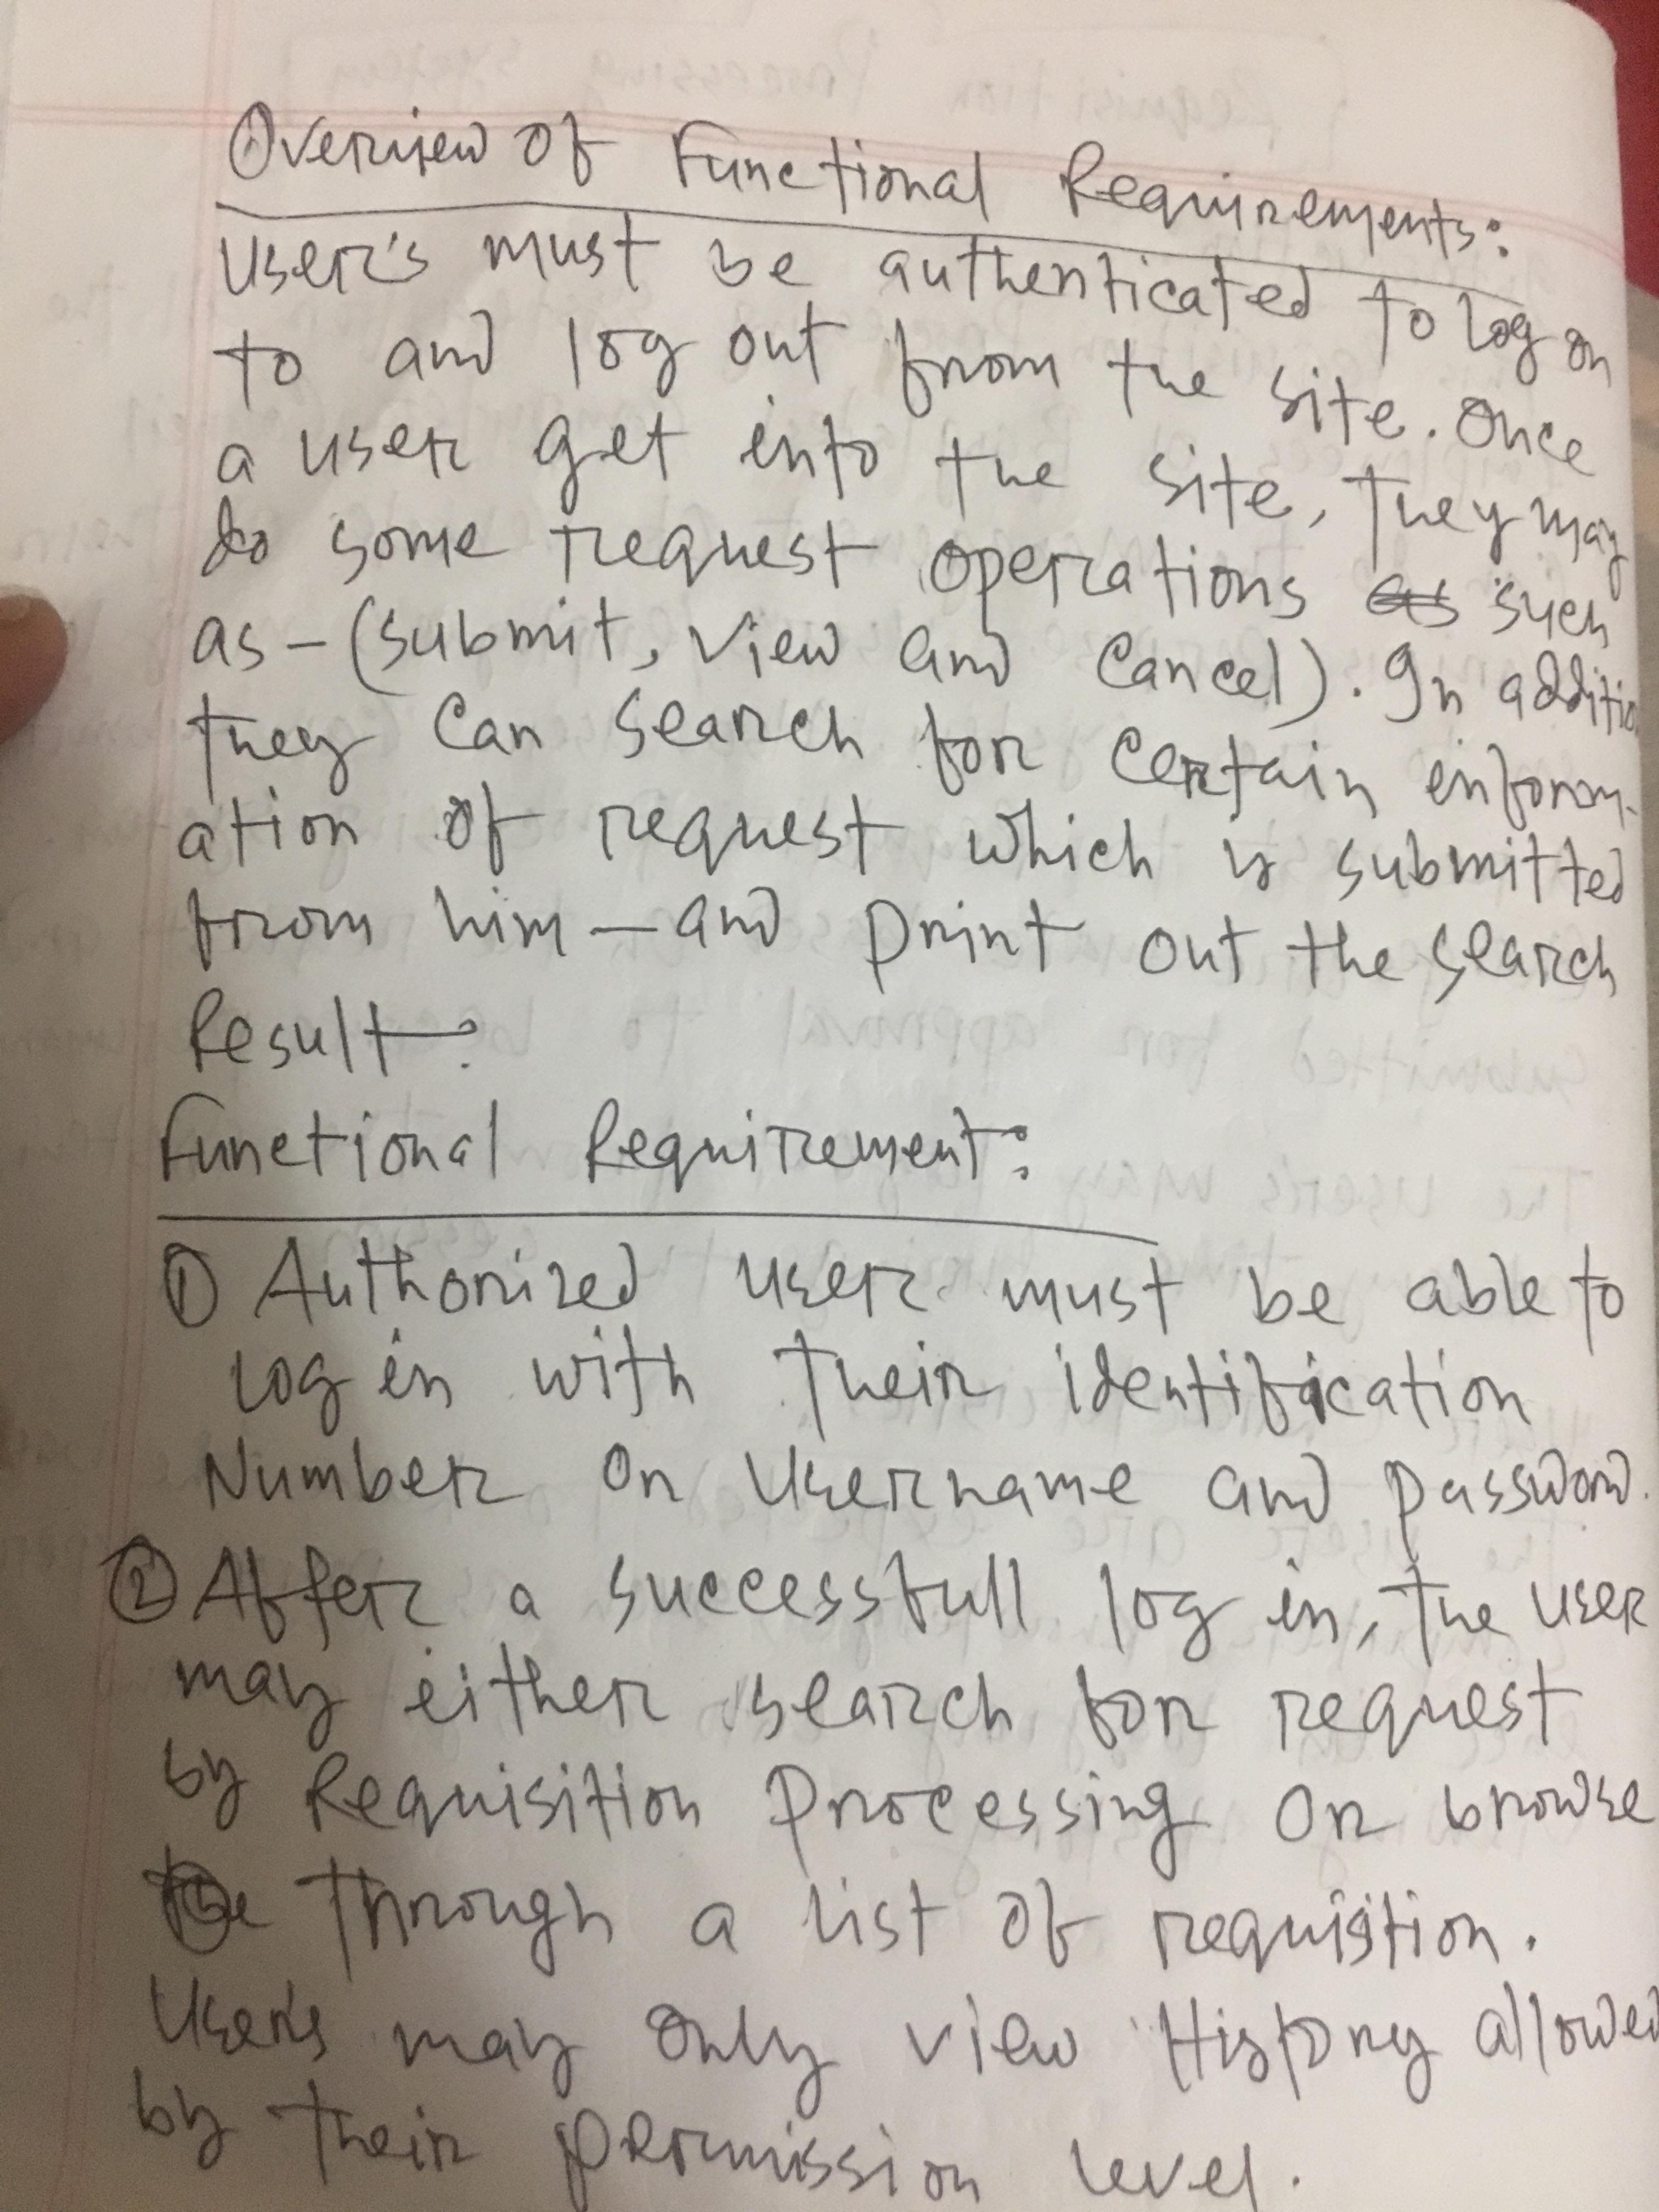 Overview of Functional Requirements:
User's must be authenticated to log on
to and log out from the site. Once
a user get into the site, they may
do some request operations as such
as - (submit, view and cancel). In additio
they can search for certain inform-
ation of request which is submitted
from him - and print out the search
Result.
Functional Requirement:
① Authorized user must be able to
log in with their identification
Number or Username and password.
② After a successfull log in, the user
may either search for request
by Requisition Processing or browse
through a list of requisition.
User's may only view History allowed
by their permission level.